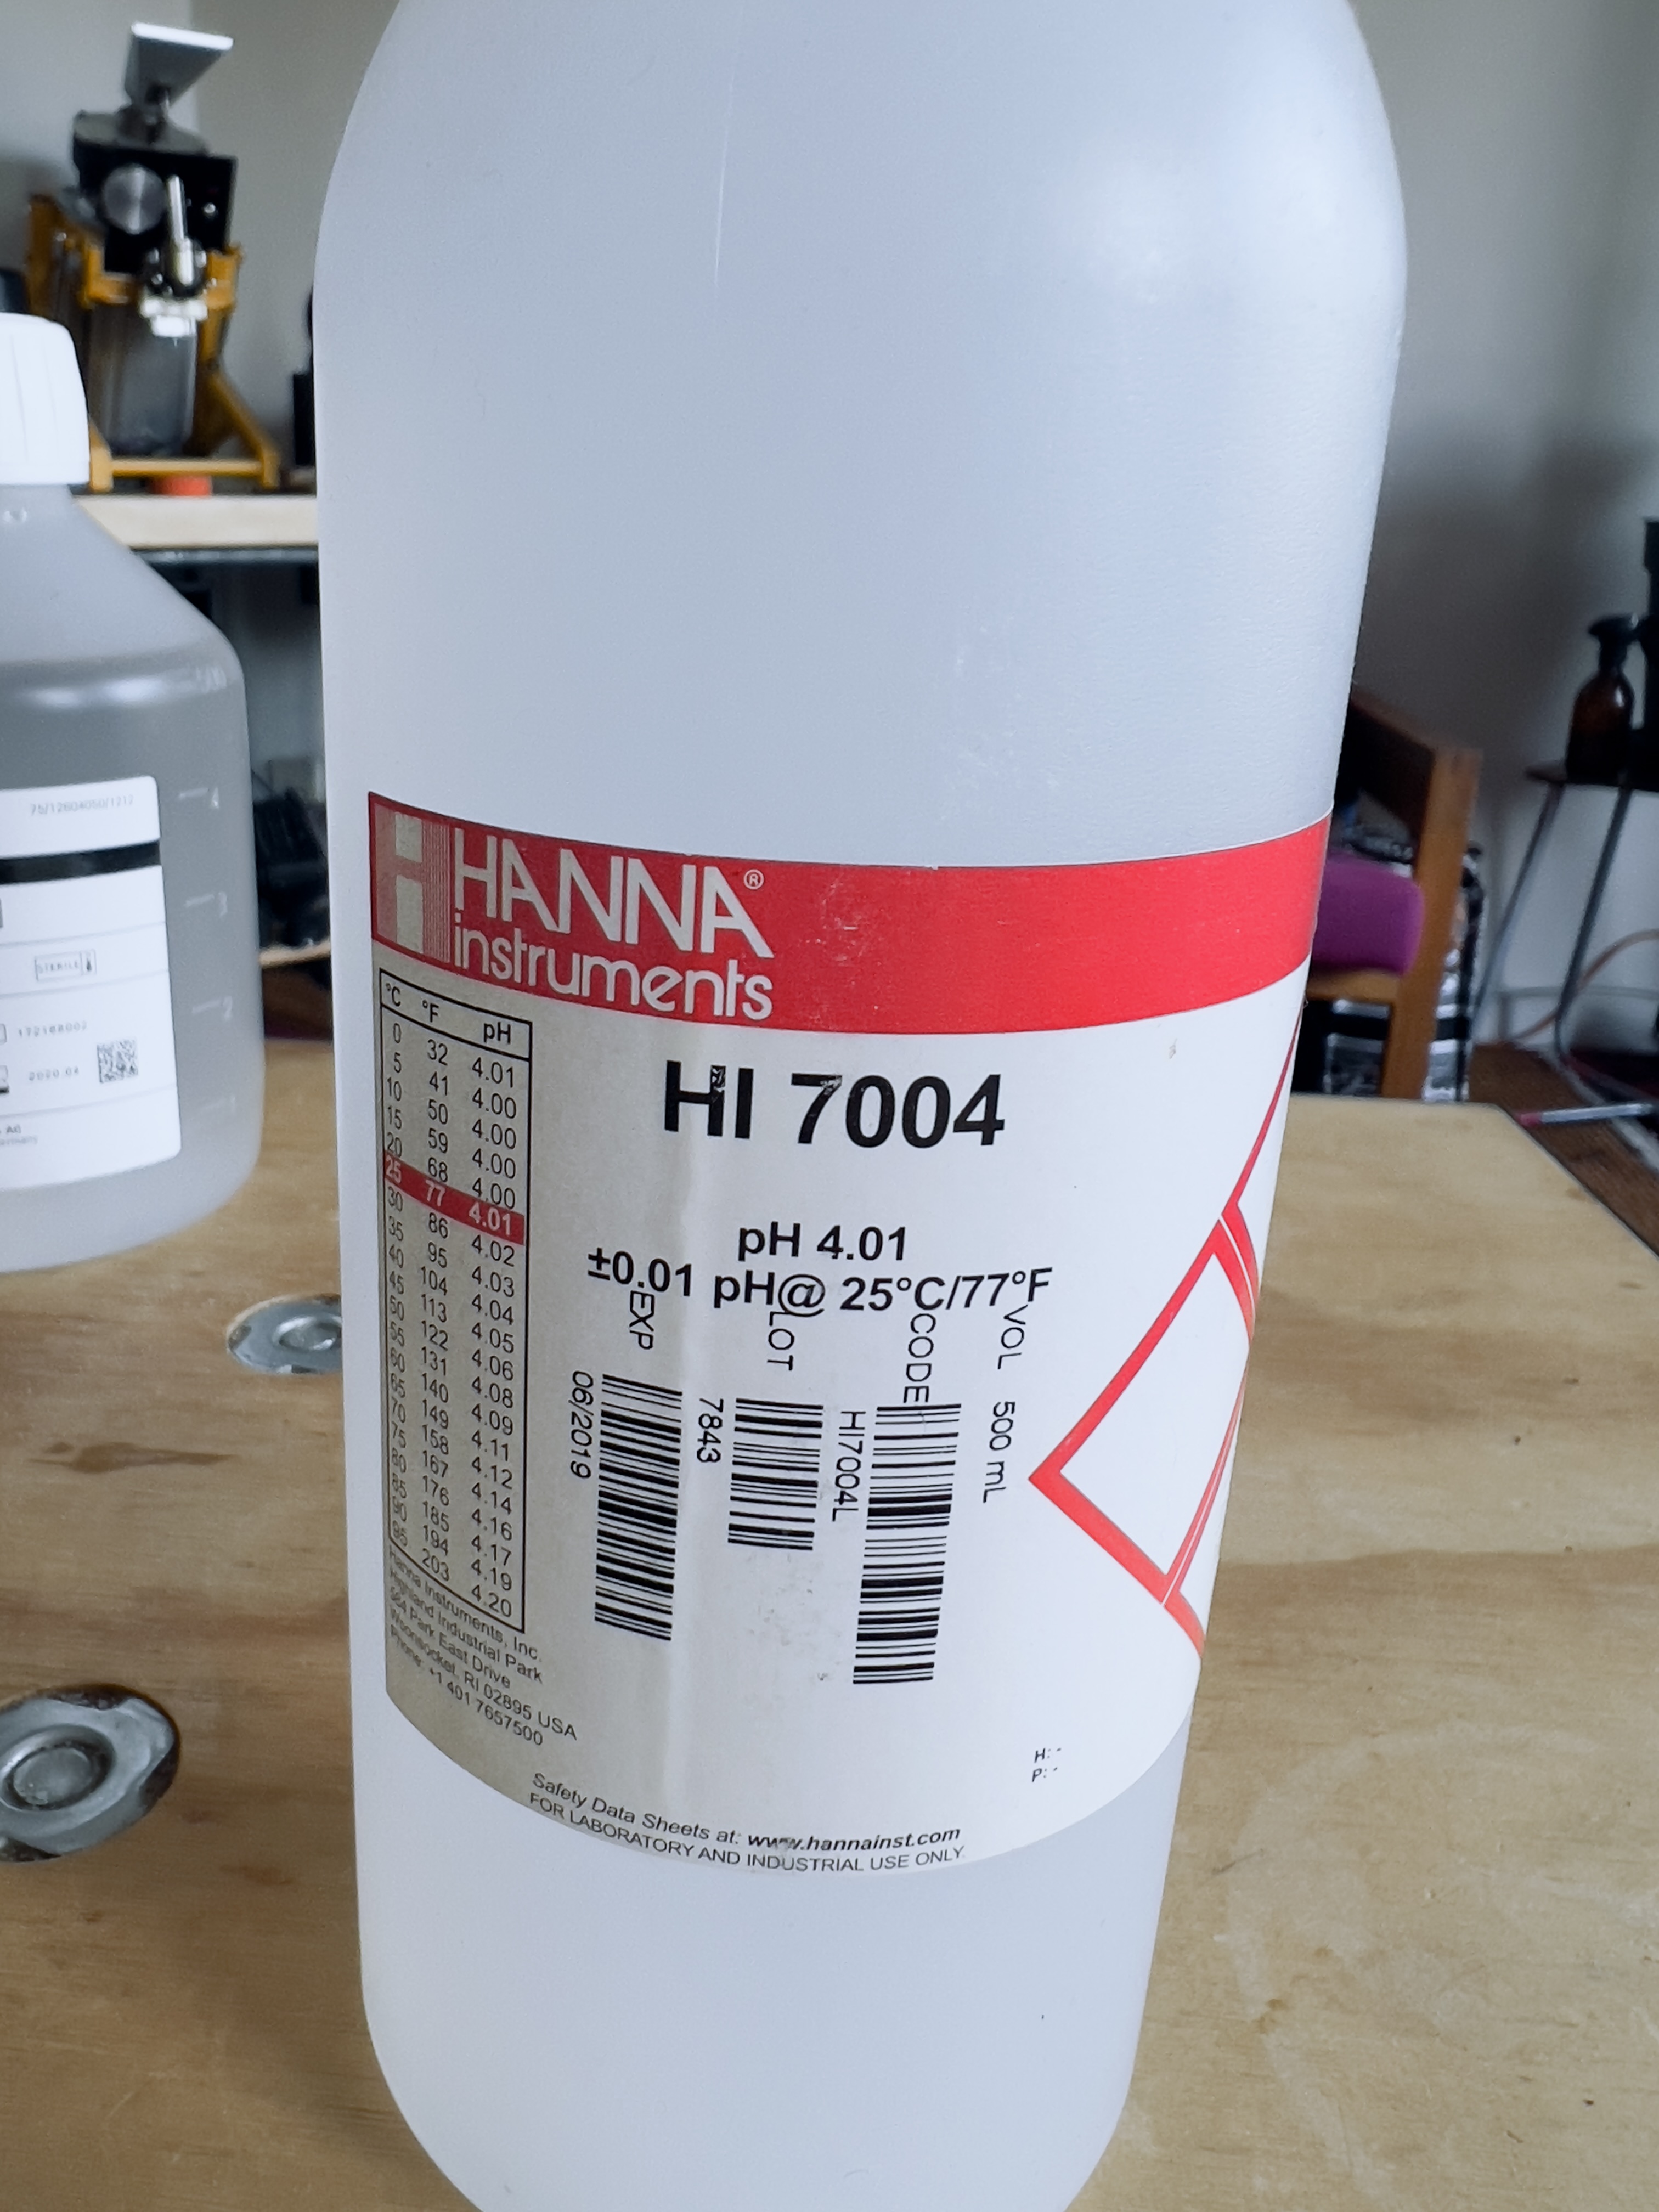 HANNA®
instruments
°C °F pH
0 32 4.01
5 41 4.00
10 50 4.00
15 59 4.00
20 68 4.00
25 77 4.01
30 86 4.02
35 95 4.03
40 104 4.04
45 113 4.05
50 122 4.06
55 131 4.08
60 140 4.09
65 149 4.11
70 158 4.12
75 167 4.14
80 176 4.16
85 185 4.17
90 194 4.19
95 203 4.20
Hanna Instruments, Inc.
Highland Industrial Park
584 Park East Drive
Woonsocket, RI 02895 USA
Phone: +1 401 7657500
HI 7004
pH 4.01
±0.01 pH@ 25°C/77°F
VOL 500 mL
CODE
HI7004L
LOT
7843
EXP
06/2019
H: -
P: -
Safety Data Sheets at: www.hannainst.com
FOR LABORATORY AND INDUSTRIAL USE ONLY
STERILE
500
4
3
2